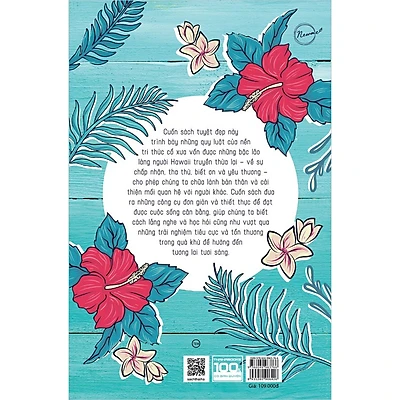 Cuốn sách tuyệt đẹp này
trình bày những quy luật của nền
tri thức cổ xưa vốn được những bậc lão
làng người Hawaii truyền thừa lại – về sự
chấp nhận, tha thứ, biết ơn và yêu thương –
cho phép chúng ta chữa lành bản thân và cải
thiện mối quan hệ với người khác. Cuốn sách đưa
ra những công cụ đơn giản và thiết thực để đạt
được cuộc sống cân bằng, giúp chúng ta biết
cách lắng nghe và học hỏi cũng như vượt qua
những trải nghiệm tiêu cực và tổn thương
trong quá khứ để hướng đến
tương lai tươi sáng.
100
Giá: 109.000đ